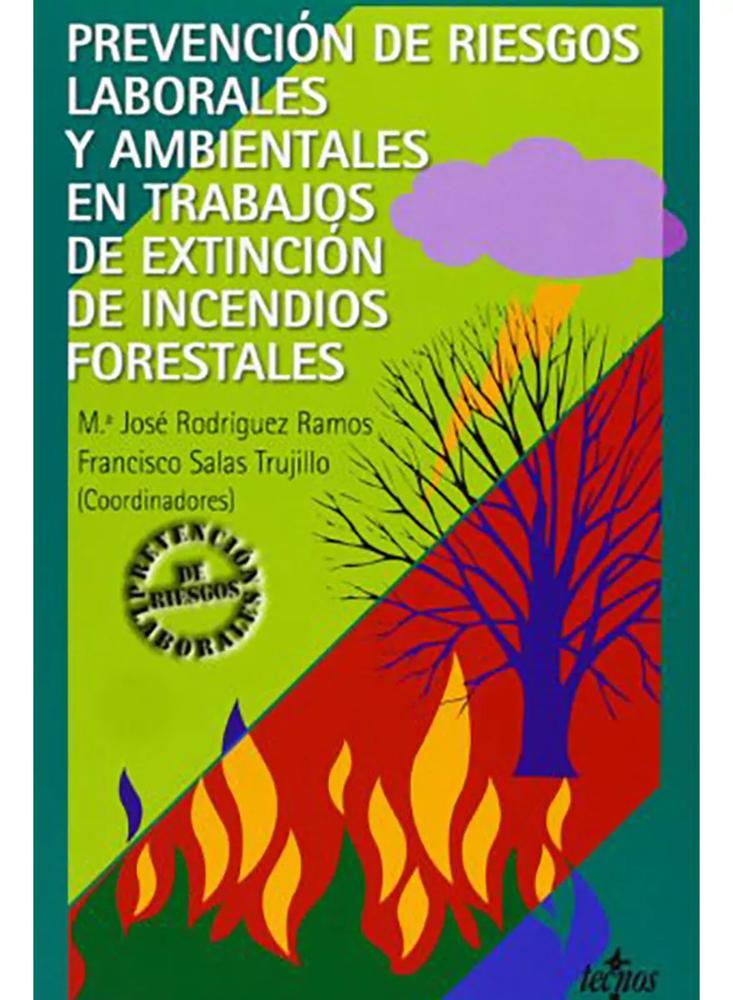 PREVENCIÓN DE RIESGOS
LABORALES
Y AMBIENTALES
EN TRABAJOS
DE EXTINCIÓN
DE INCENDIOS
FORESTALES
M.ª José Rodríguez Ramos
Francisco Salas Trujillo
(Coordinadores)
PREVENCIÓN
DE
RIESGOS
LABORALES
tecnos